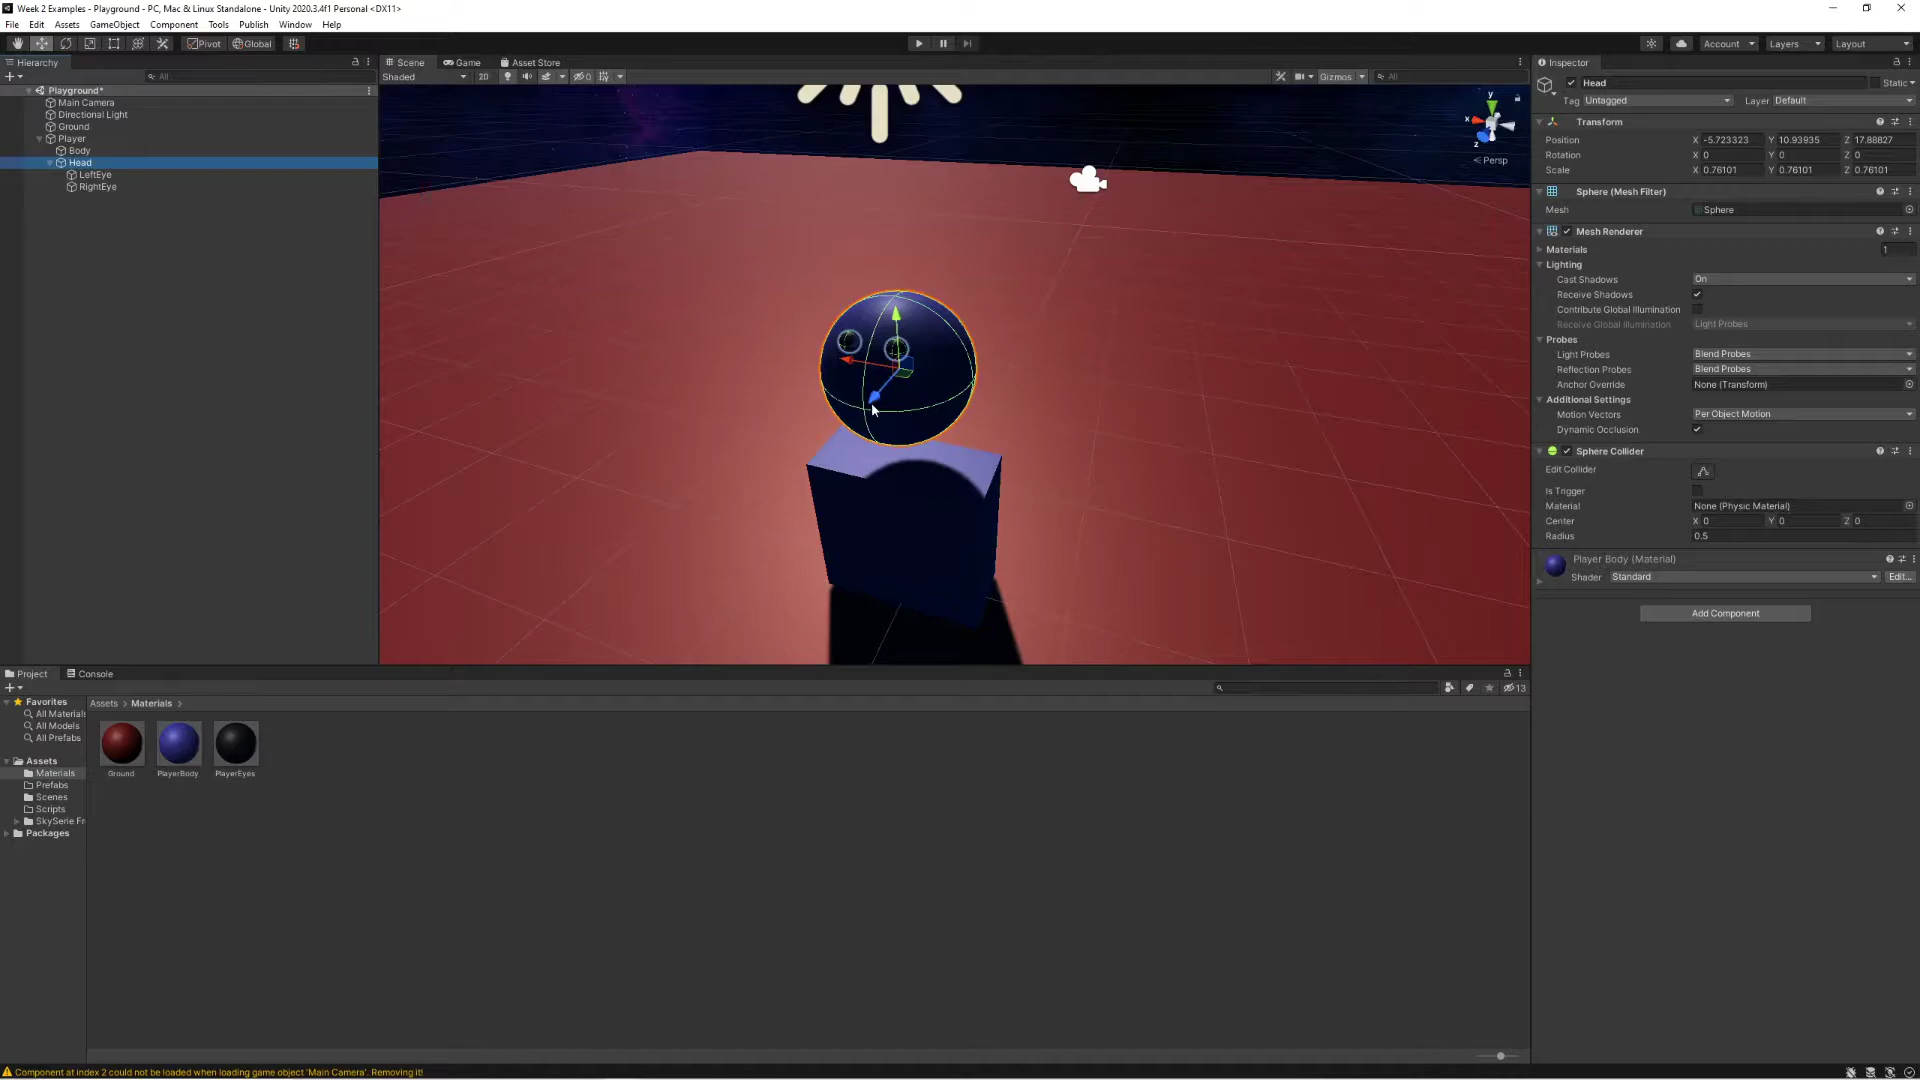 Week 2 Examples - Playground - PC, Mac & Linux Standalone - Unity 2020.3.4f1 Personal <DX11>
File Edit Assets GameObject Component Tools Publish Window Help
Pivot Global Account Layers Layout
Hierarchy
All
Playground*
Main Camera
Directional Light
Ground
Player
Body
Head
LeftEye
RightEye
Scene Game Asset Store
Shaded 2D 0 Gizmos All
y
x
z
< Persp
Inspector
Head Static
Tag Untagged Layer Default
Transform
Position X -5.723323 Y 10.93935 Z 17.88827
Rotation X 0 Y 0 Z 0
Scale X 0.76101 Y 0.76101 Z 0.76101
Sphere (Mesh Filter)
Mesh Sphere
Mesh Renderer
Materials 1
Lighting
Cast Shadows On
Receive Shadows
Contribute Global Illumination
Receive Global Illumination Light Probes
Probes
Light Probes Blend Probes
Reflection Probes Blend Probes
Anchor Override None (Transform)
Additional Settings
Motion Vectors Per Object Motion
Dynamic Occlusion
Sphere Collider
Edit Collider
Is Trigger
Material None (Physic Material)
Center X 0 Y 0 Z 0
Radius 0.5
Player Body (Material)
Shader Standard Edit...
Add Component
Project Console
13
Favorites
All Materials
All Models
All Prefabs
Assets
Materials
Prefabs
Scenes
Scripts
SkySerie Fr
Packages
Assets > Materials >
Ground PlayerBody PlayerEyes
Component at index 2 could not be loaded when loading game object 'Main Camera'. Removing it!